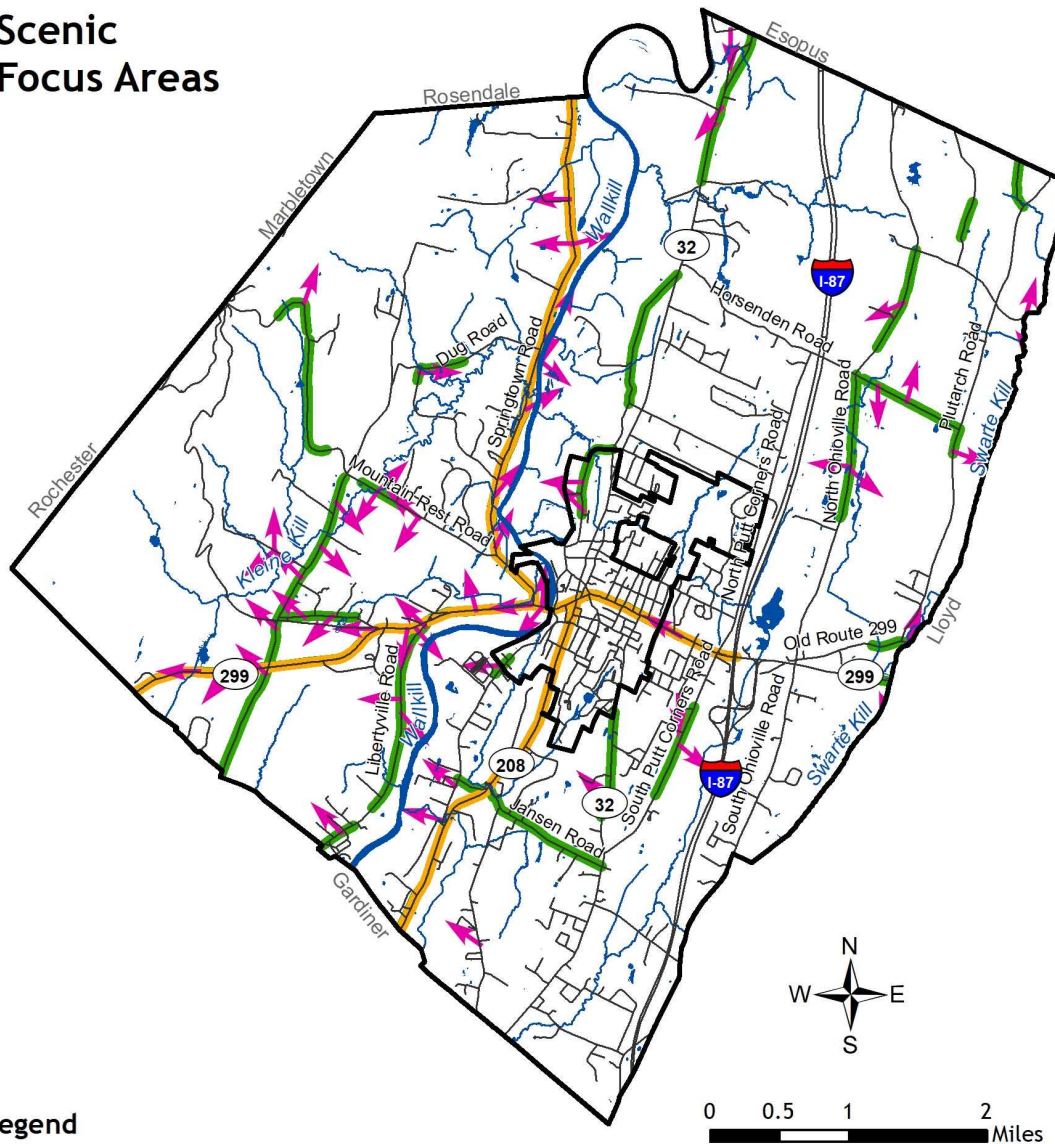 Scenic
Focus Areas
Esopus
Rosendale
Marbletown
Wallkill
32
I-87
Horsenden Road
Dug Road
Springtown Road
North Ohioville Road
Plutarch Road
Swarte Kill
Rochester
Mountain Rest Road
North Putt Corners Road
Kleine Kill
Old Route 299
Lloyd
299
299
Libertyville Road
Wallkill
South Putt Corners Road
South Ohioville Road
Swarte Kill
208
I-87
32
Jansen Road
Gardiner
N
W E
S
0 0.5 1 2
Miles
egend